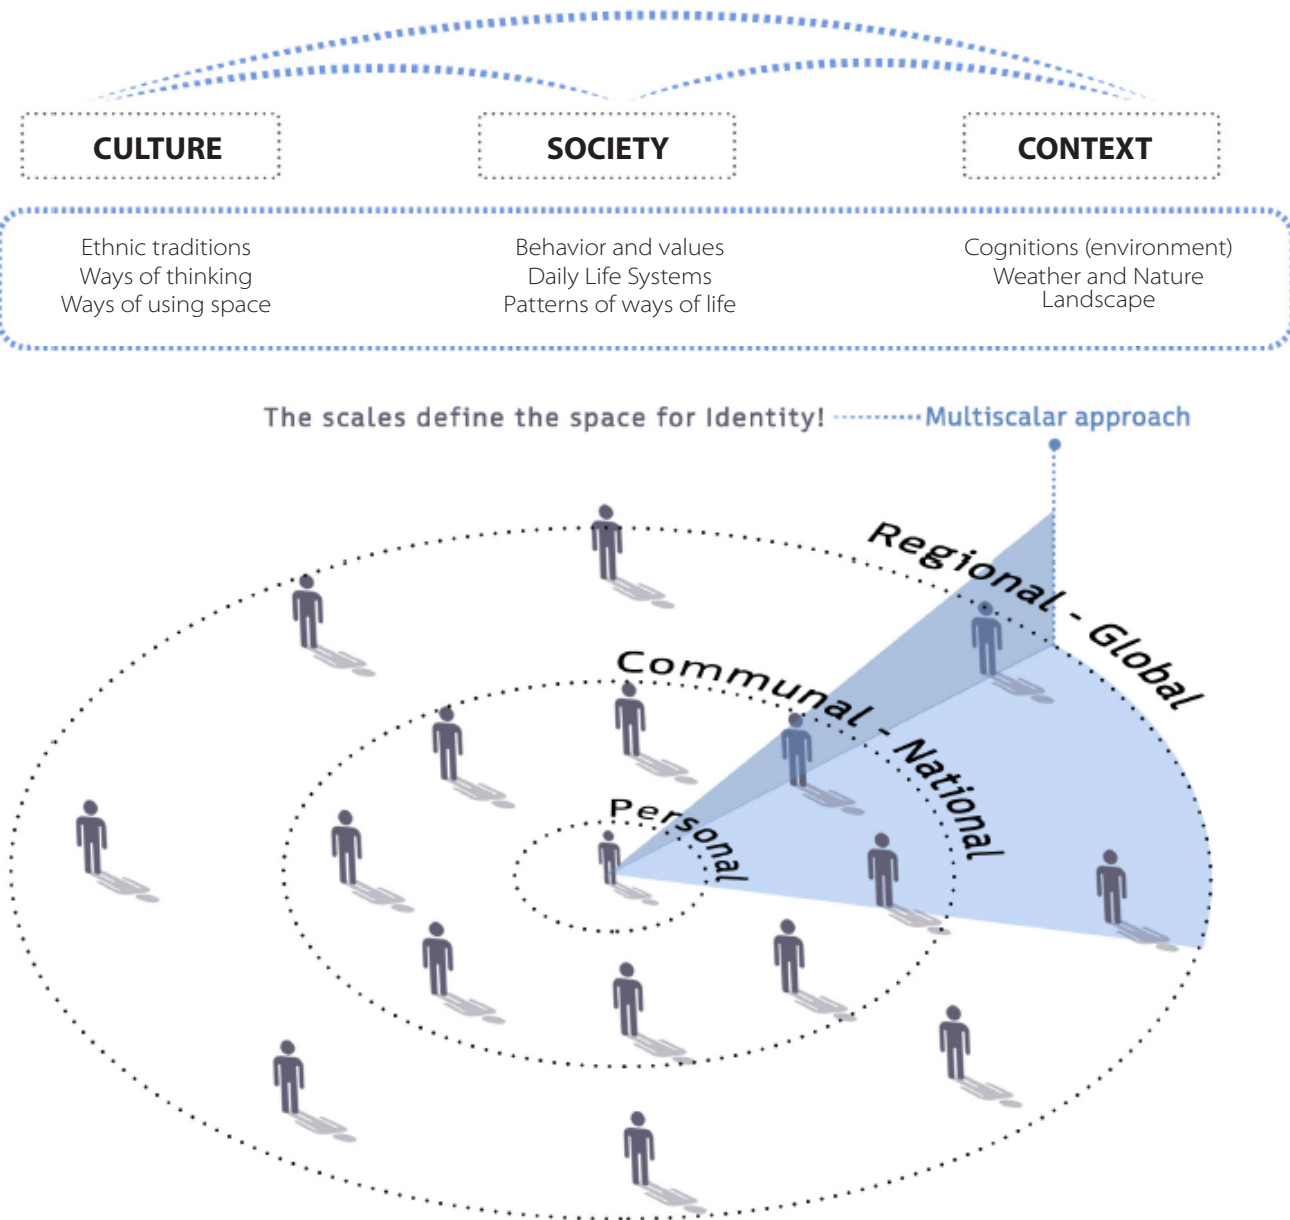 CULTURE
SOCIETY
CONTEXT
Ethnic traditions
Ways of thinking
Ways of using space
Behavior and values
Daily Life Systems
Patterns of ways of life
Cognitions (environment)
Weather and Nature
Landscape
The scales define the space for Identity! Multiscalar approach
Regional - Global
Communal - National
Personal